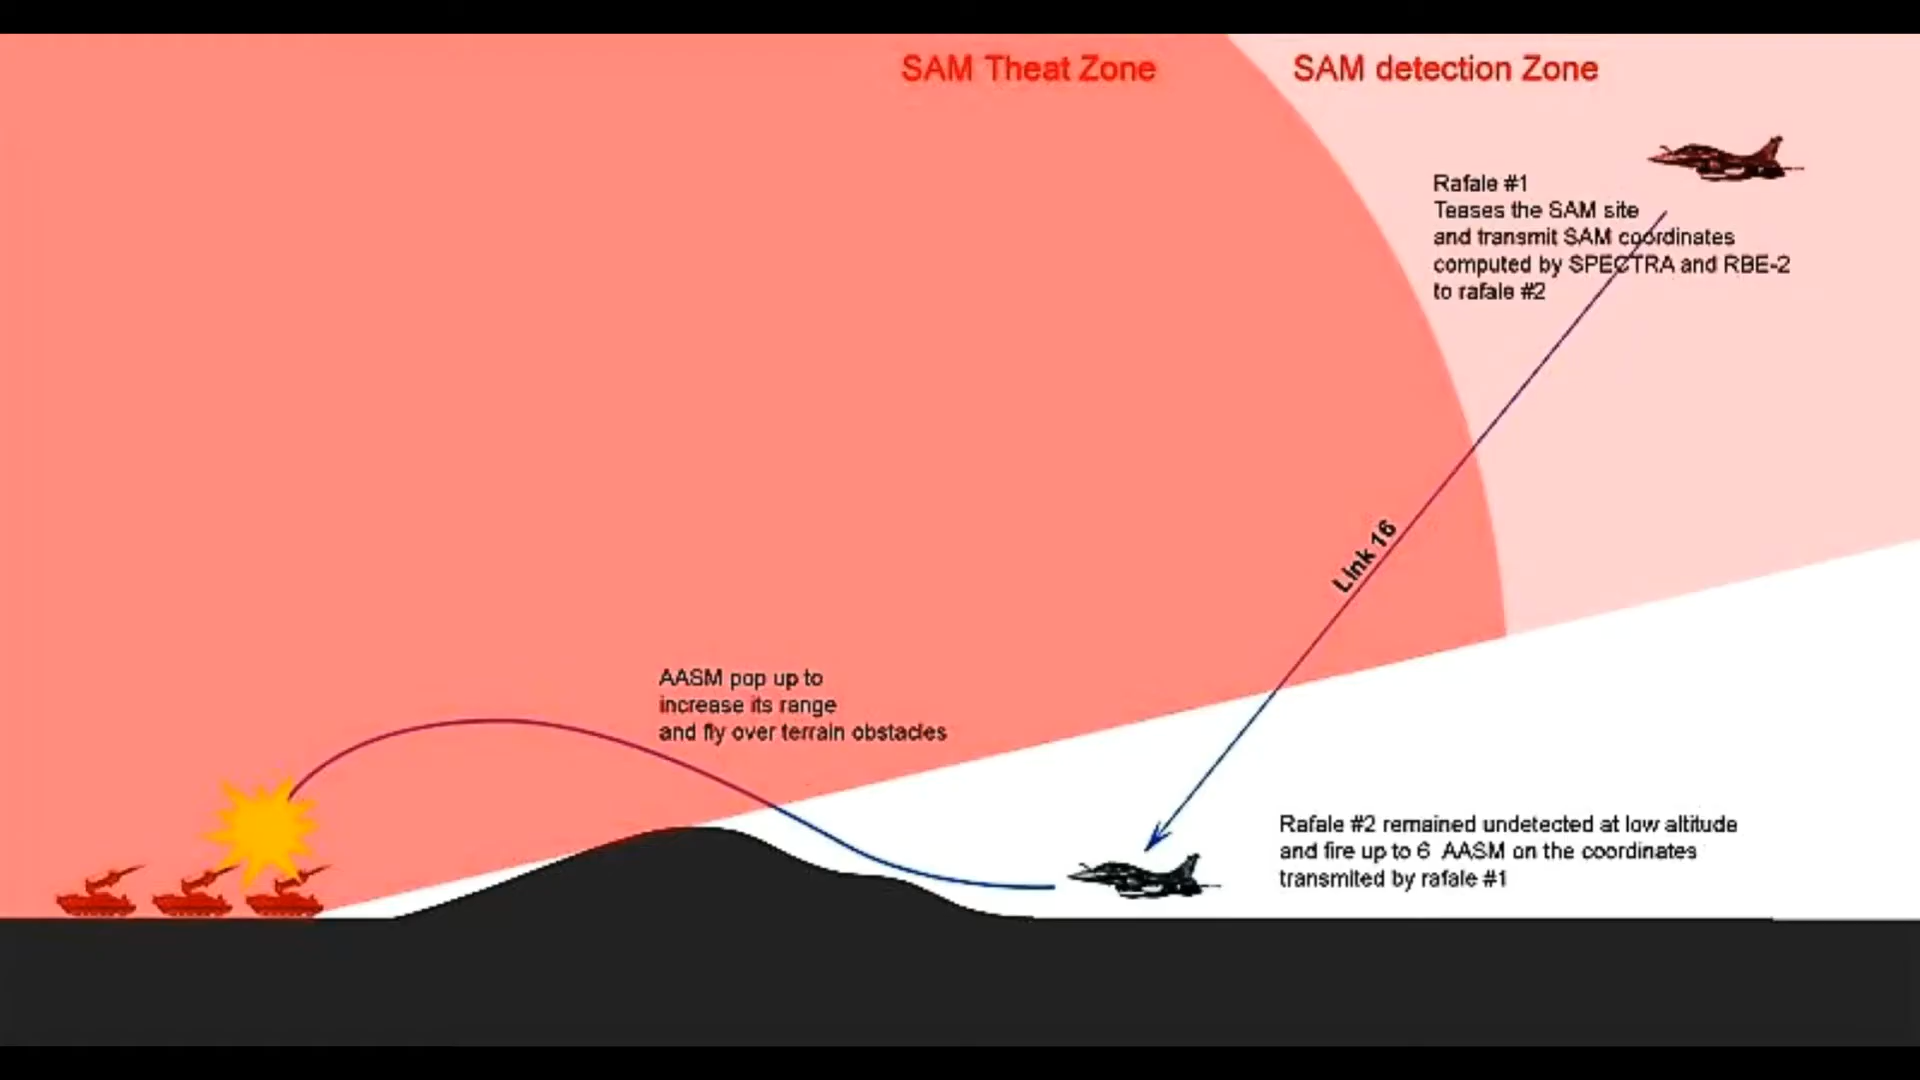 SAM Theat Zone
SAM detection Zone
Rafale #1
Teases the SAM site
and transmit SAM coordinates
computed by SPECTRA and RBE-2
to rafale #2
Link 16
AASM pop up to
increase its range
and fly over terrain obstacles
Rafale #2 remained undetected at low altitude
and fire up to 6 AASM on the coordinates
transmited by rafale #1